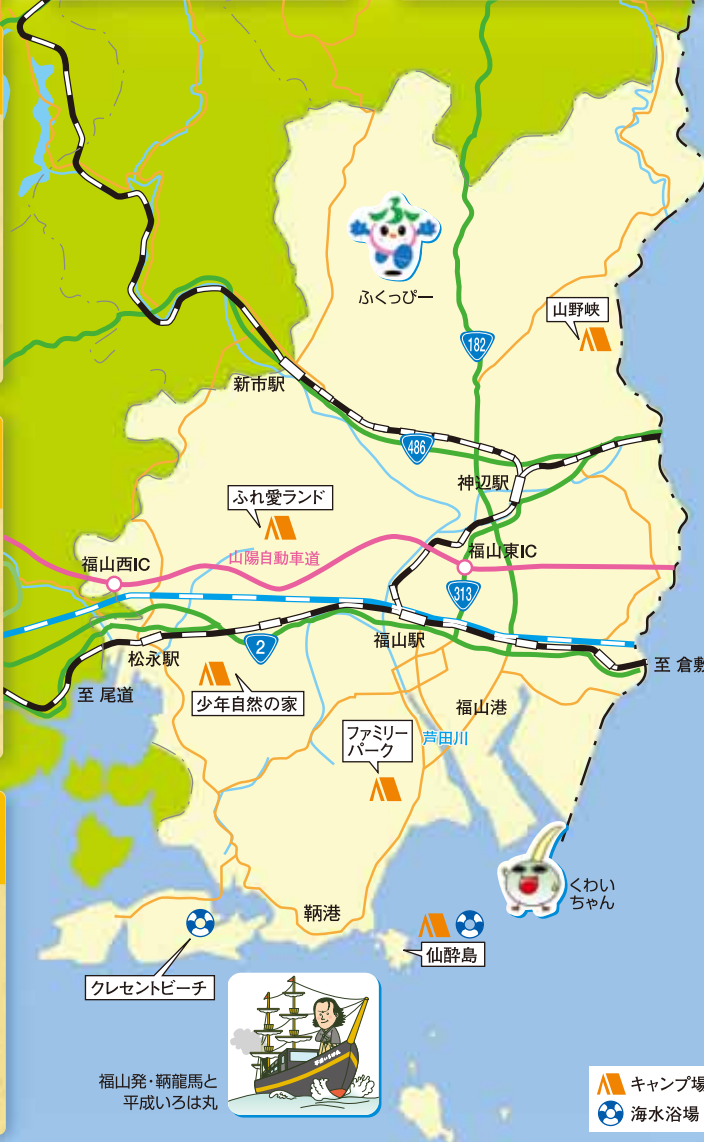 ふ
ふくっぴー
山野峡
182
新市駅
486
神辺駅
ふれ愛ランド
山陽自動車道
福山西IC
福山東IC
313
福山駅
2
松永駅
至 尾道
至 倉敷
少年自然の家
福山港
ファミリー
パーク
芦田川
くわい
ちゃん
鞆港
仙酔島
クレセントビーチ
福山発・鞆龍馬と
平成いろは丸
キャンプ場
海水浴場